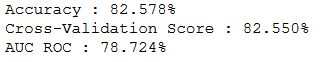 Accuracy : 82.578%
Cross-Validation Score : 82.550%
AUC ROC : 78.724%